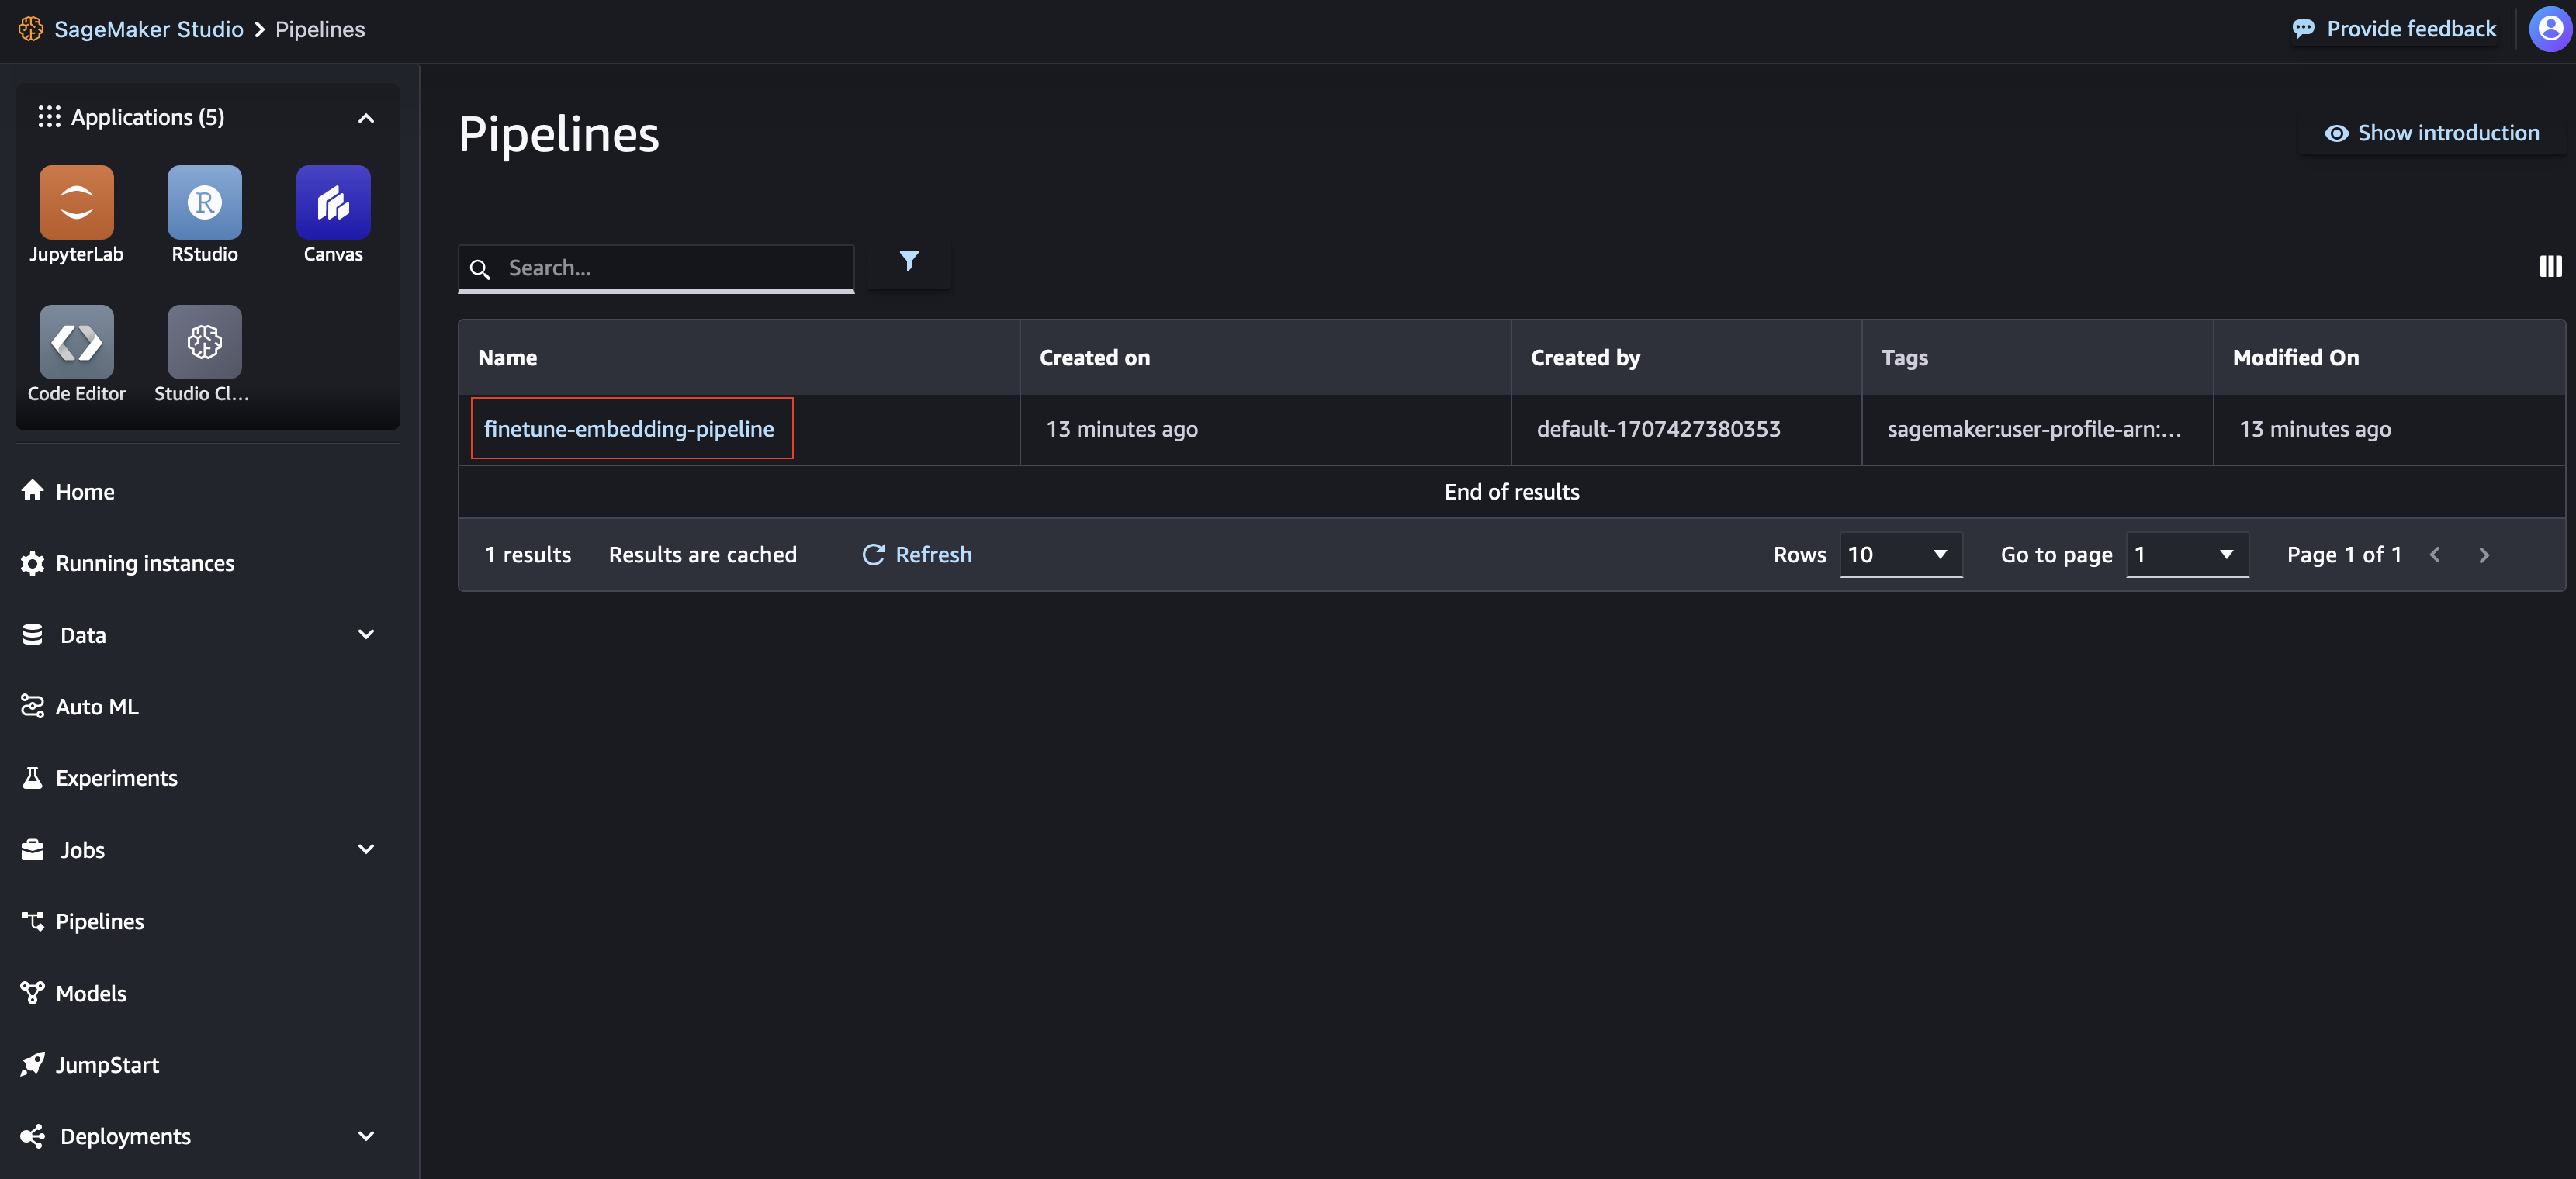 SageMaker Studio > Pipelines
Provide feedback
Applications (5)
JupyterLab
RStudio
Canvas
Code Editor
Studio Cl...
Home
Running instances
Data
Auto ML
Experiments
Jobs
Pipelines
Models
JumpStart
Deployments
Pipelines
Show introduction
Search...
Name Created on Created by Tags Modified On
finetune-embedding-pipeline 13 minutes ago default-1707427380353 sagemaker:user-profile-arn:... 13 minutes ago
End of results
1 results Results are cached Refresh Rows 10 Go to page 1 Page 1 of 1